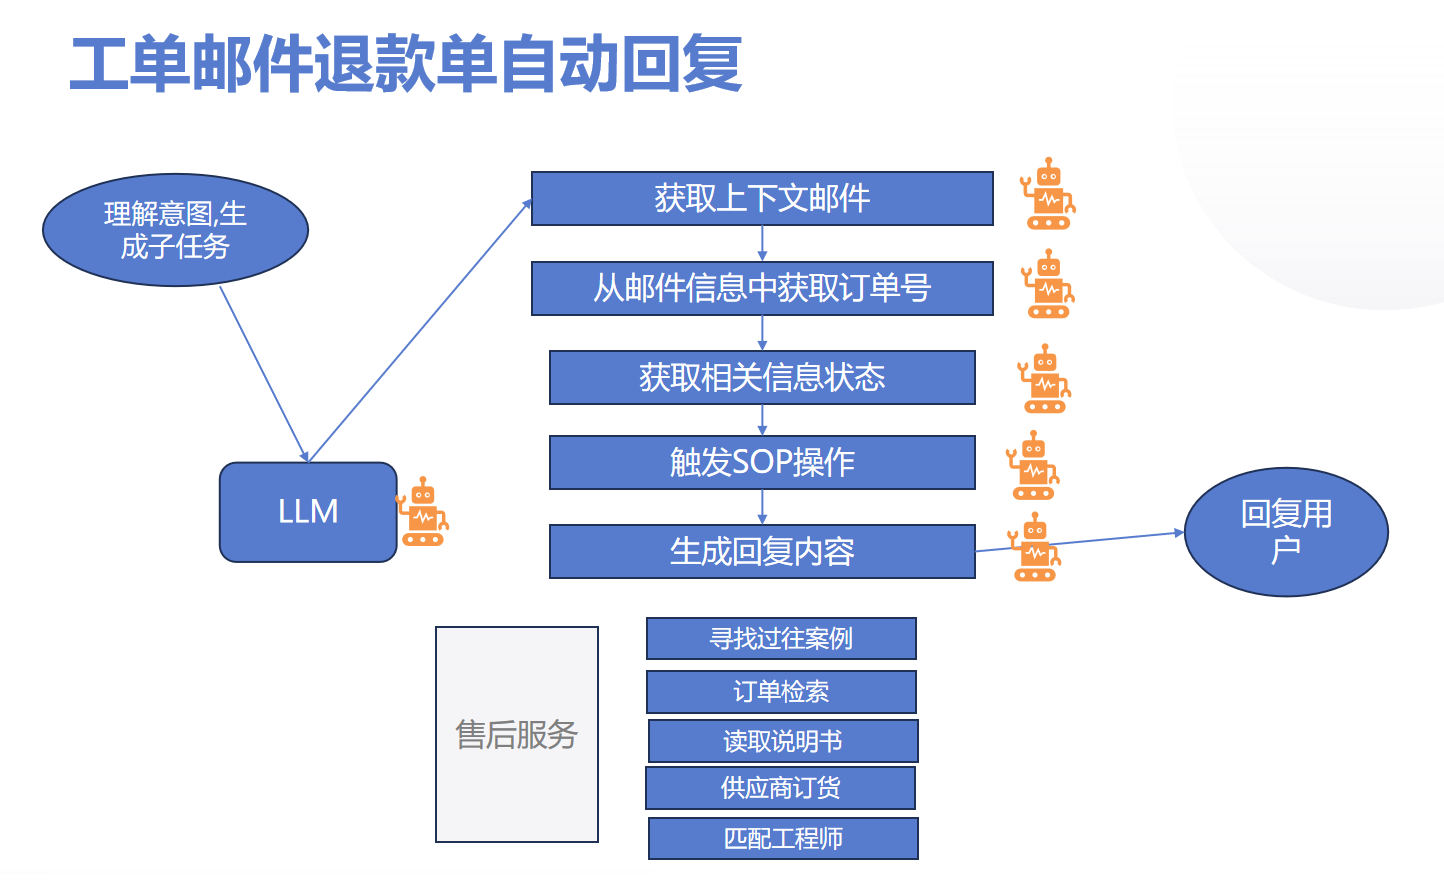 工单邮件退款单自动回复
理解意图,生
成子任务
获取上下文邮件
从邮件信息中获取订单号
获取相关信息状态
触发SOP操作
LLM
生成回复内容
回复用
户
售后服务
寻找过往案例
订单检索
读取说明书
供应商订货
匹配工程师